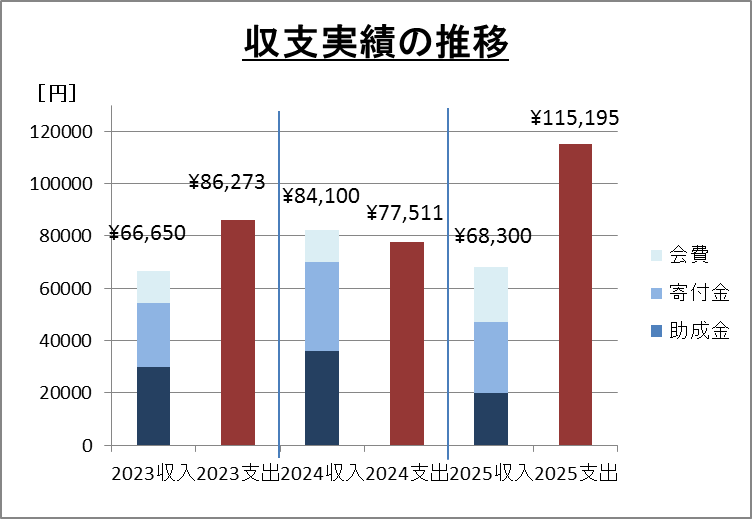 収支実績の推移
[円]
120000
100000
80000
60000
40000
20000
0
¥66,650
¥86,273
¥84,100
¥77,511
¥68,300
¥115,195
2023収入
2023支出
2024収入
2024支出
2025収入
2025支出
会費
寄付金
助成金